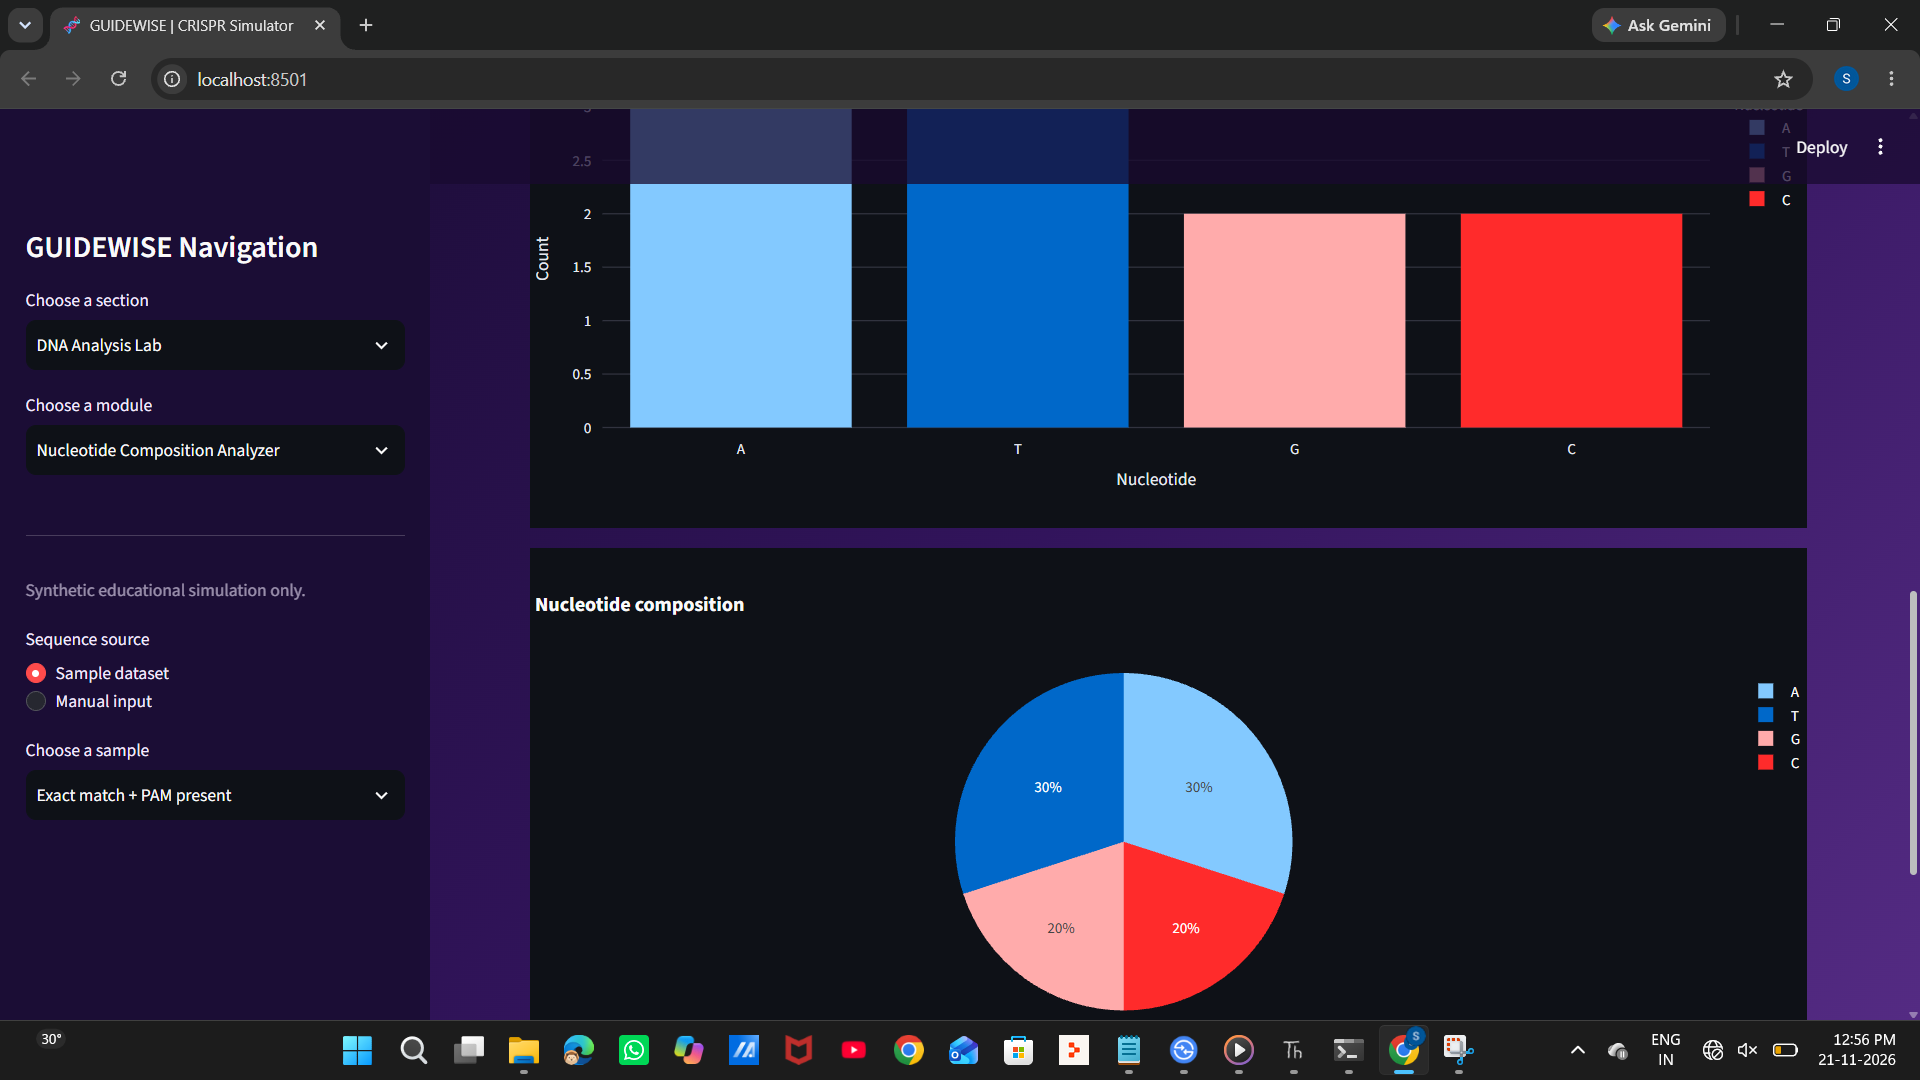 GUIDEWISE | CRISPR Simulator
Ask Gemini
localhost:8501
S
Deploy
GUIDEWISE Navigation
Choose a section
DNA Analysis Lab
Choose a module
Nucleotide Composition Analyzer
Synthetic educational simulation only.
Sequence source
Sample dataset
Manual input
Choose a sample
Exact match + PAM present
2.5
2
1.5
1
0.5
0
Count
A
T
G
C
Nucleotide
A
T
G
C
Nucleotide composition
30%
30%
20%
20%
A
T
G
C
30°
Th
S
ENG
IN
12:56 PM
21-11-2026